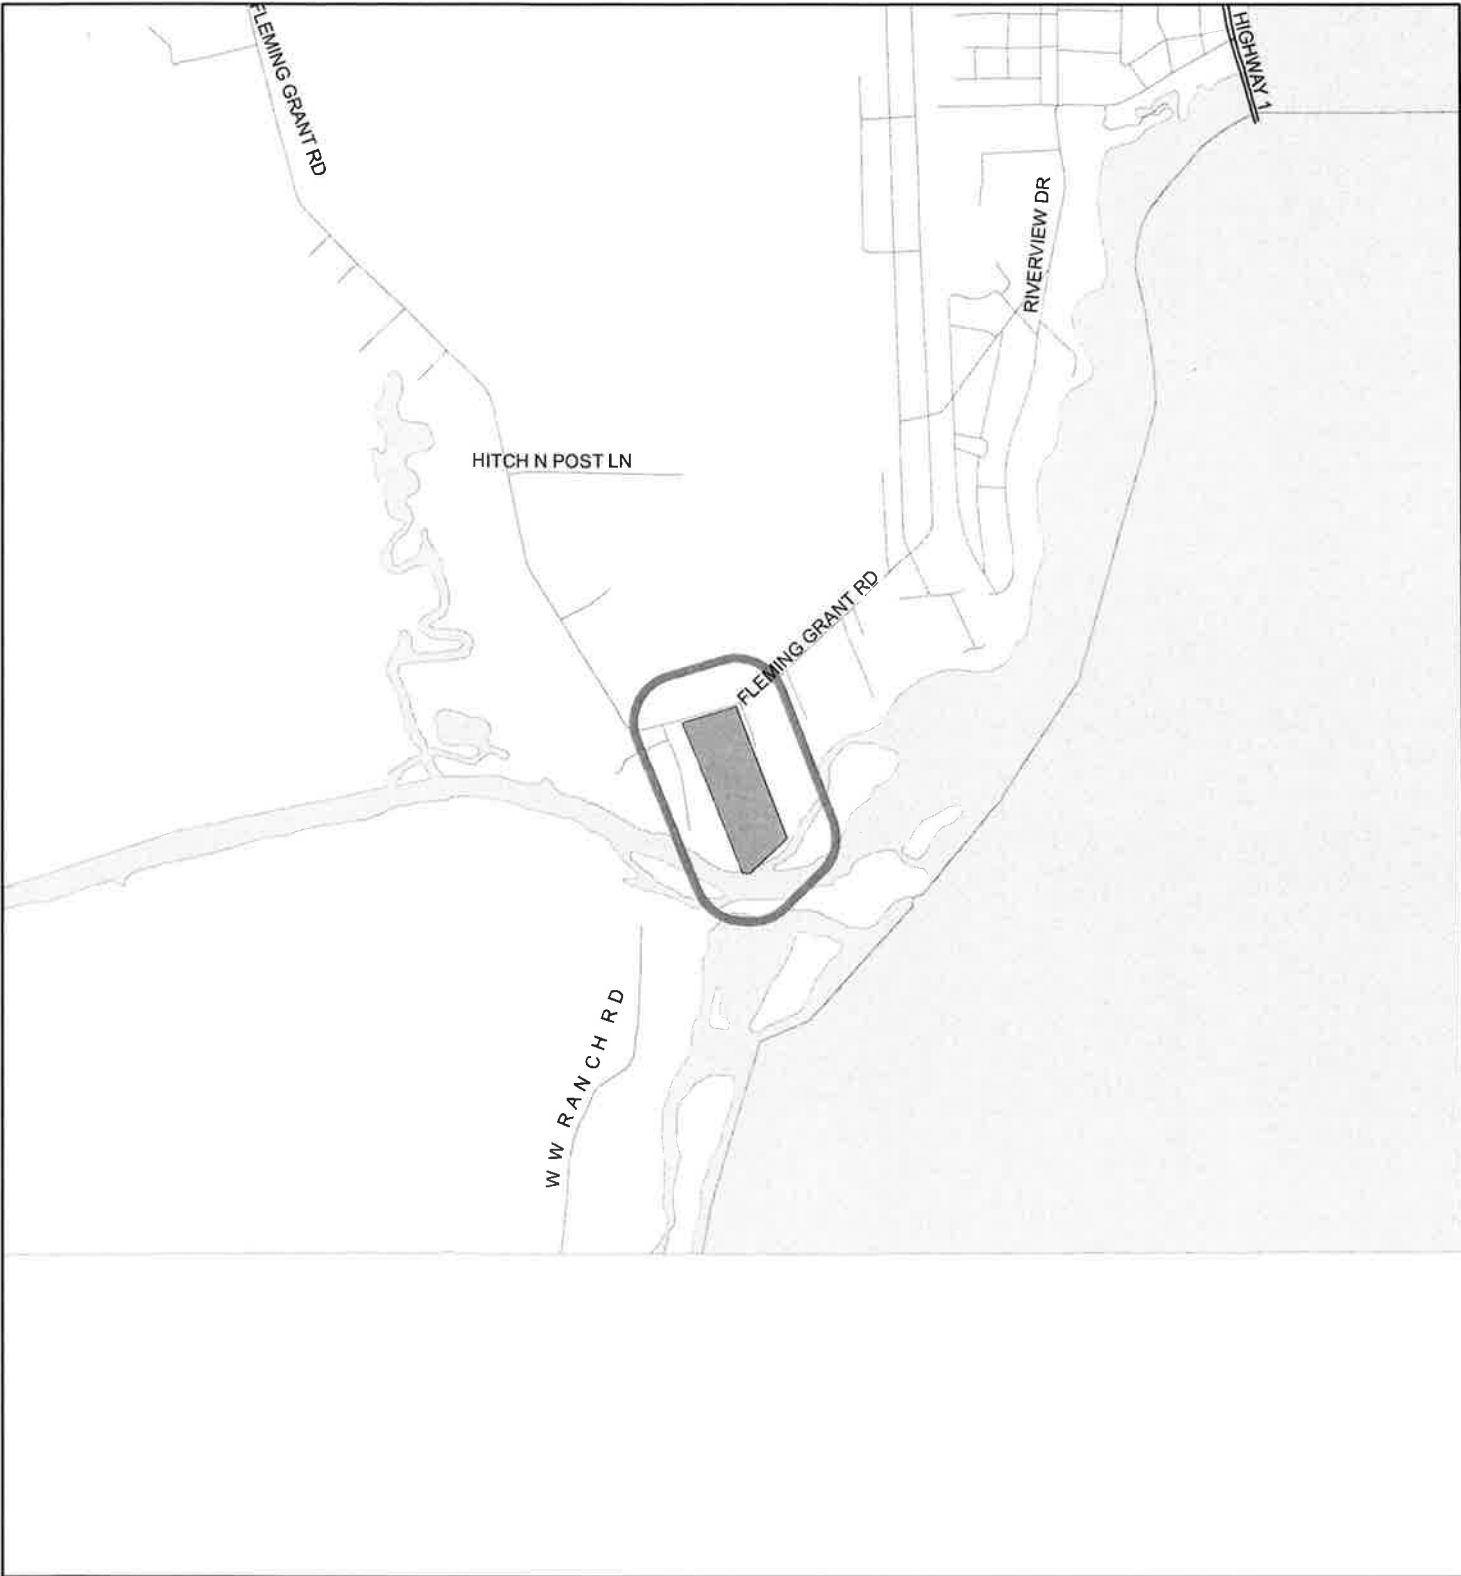 FLEMING GRANT RD
HIGHWAY 1
RIVERVIEW DR
HITCH N POST LN
FLEMING GRANT RD
W W RANCH RD